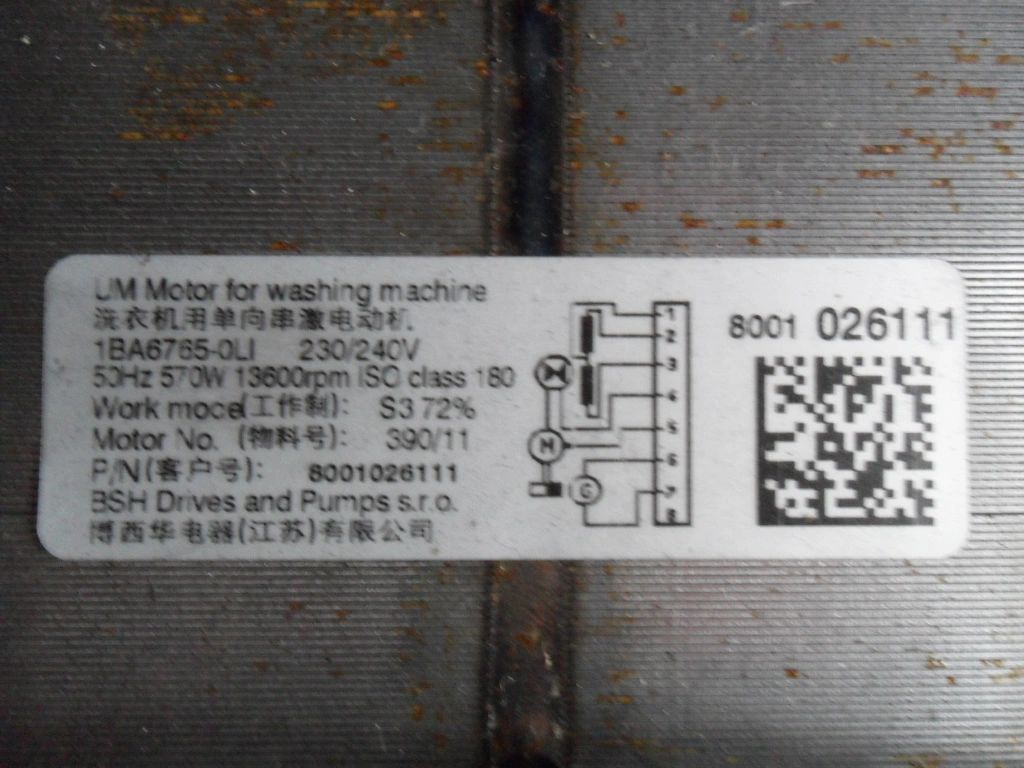 UM Motor for washing machine
洗衣机用单向串激电动机
1BA6765-0LI 230/240V
50Hz 570W 13600rpm ISO class 180
Work mode(工作制): S3 72%
Motor No. (物料号): 390/11
P/N(客户号): 8001026111
BSH Drives and Pumps s.r.o.
博西华电器(江苏)有限公司
1
2
3
4
5
6
7
8
M
G
8001 026111